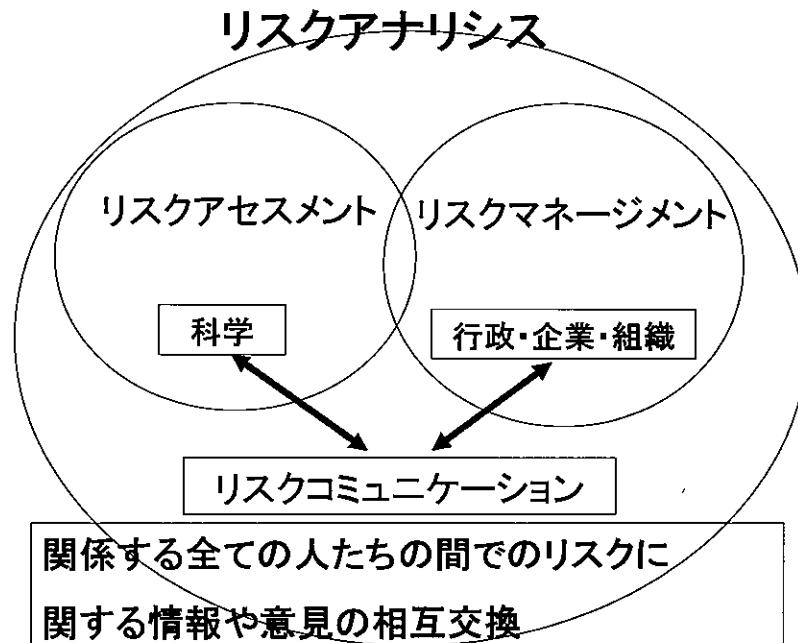 リスクアナリシス
リスクアセスメント
リスクマネージメント
科学
行政・企業・組織
リスクコミュニケーション
関係する全ての人たちの間でのリスクに
関する情報や意見の相互交換